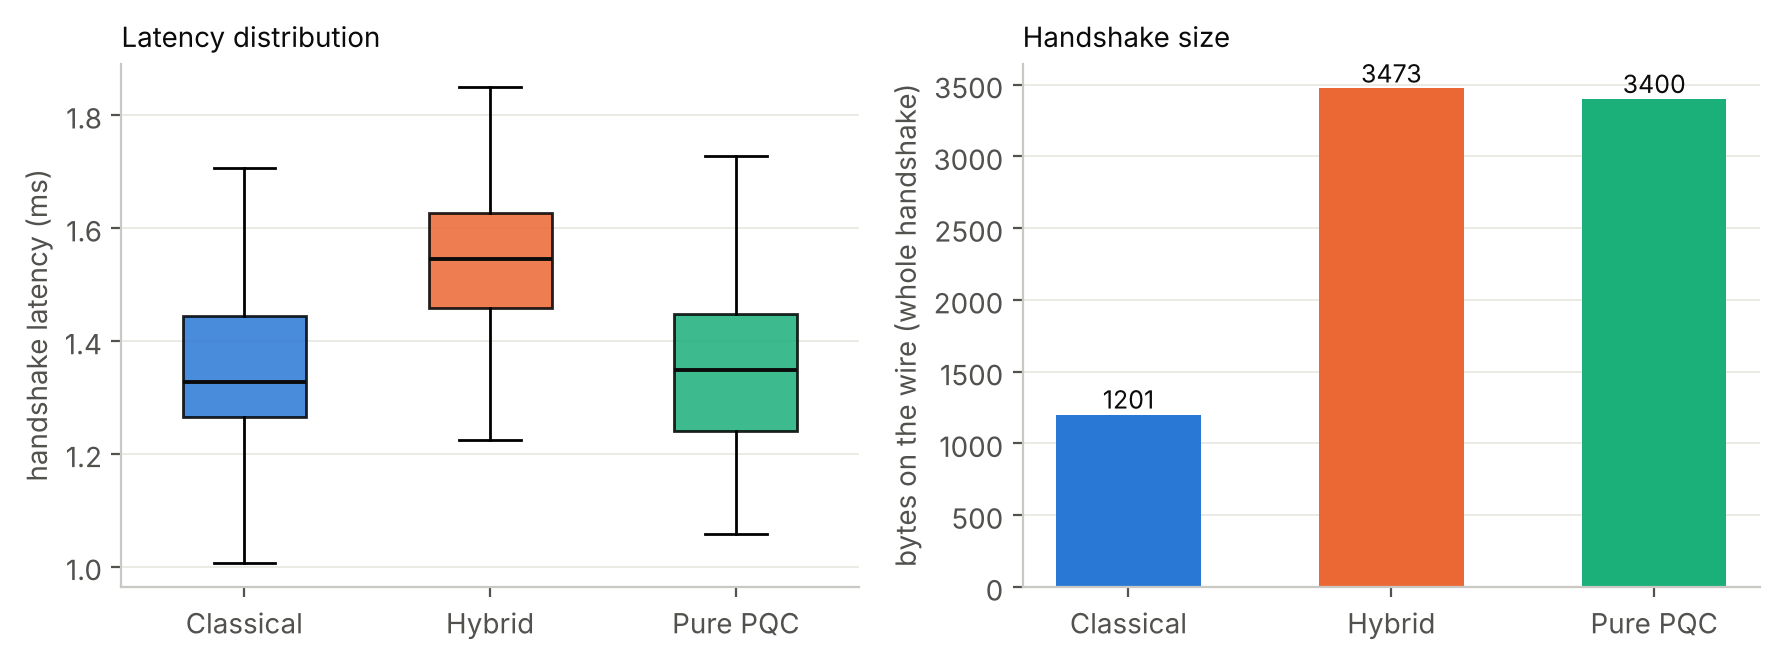 Latency distribution
handshake latency (ms)
1.8
1.6
1.4
1.2
1.0
Classical
Hybrid
Pure PQC
Handshake size
bytes on the wire (whole handshake)
3500
3000
2500
2000
1500
1000
500
0
1201
3473
3400
Classical
Hybrid
Pure PQC